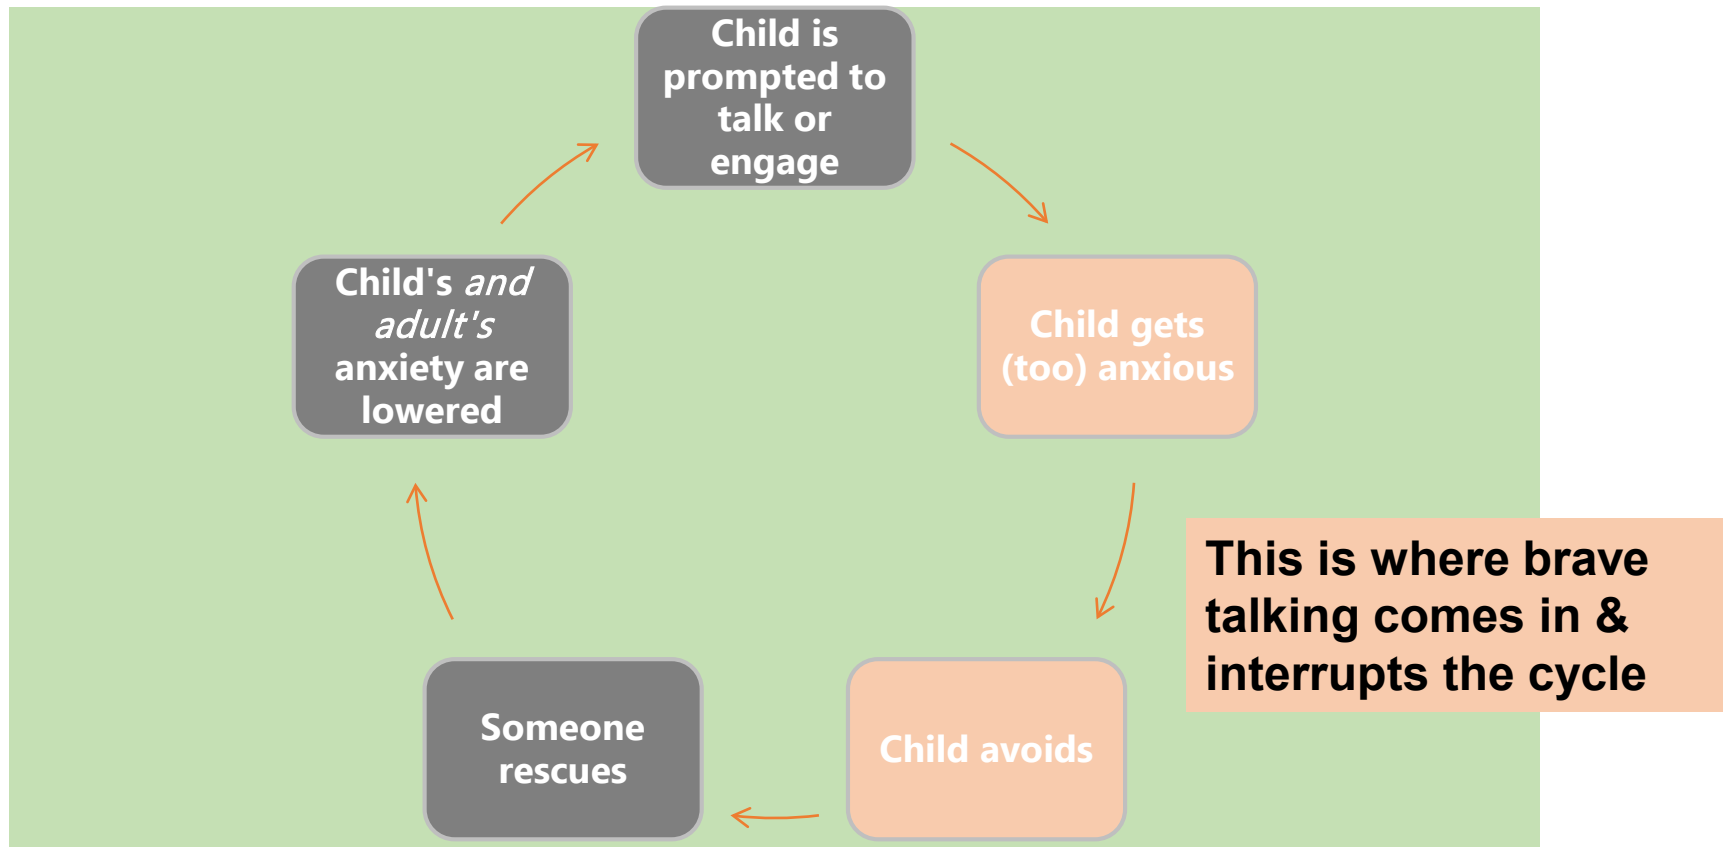 Child is
prompted to
talk or
engage
Child gets
(too) anxious
This is where brave
talking comes in &
interrupts the cycle
Child avoids
Someone
rescues
Child's and
adult's
anxiety are
lowered